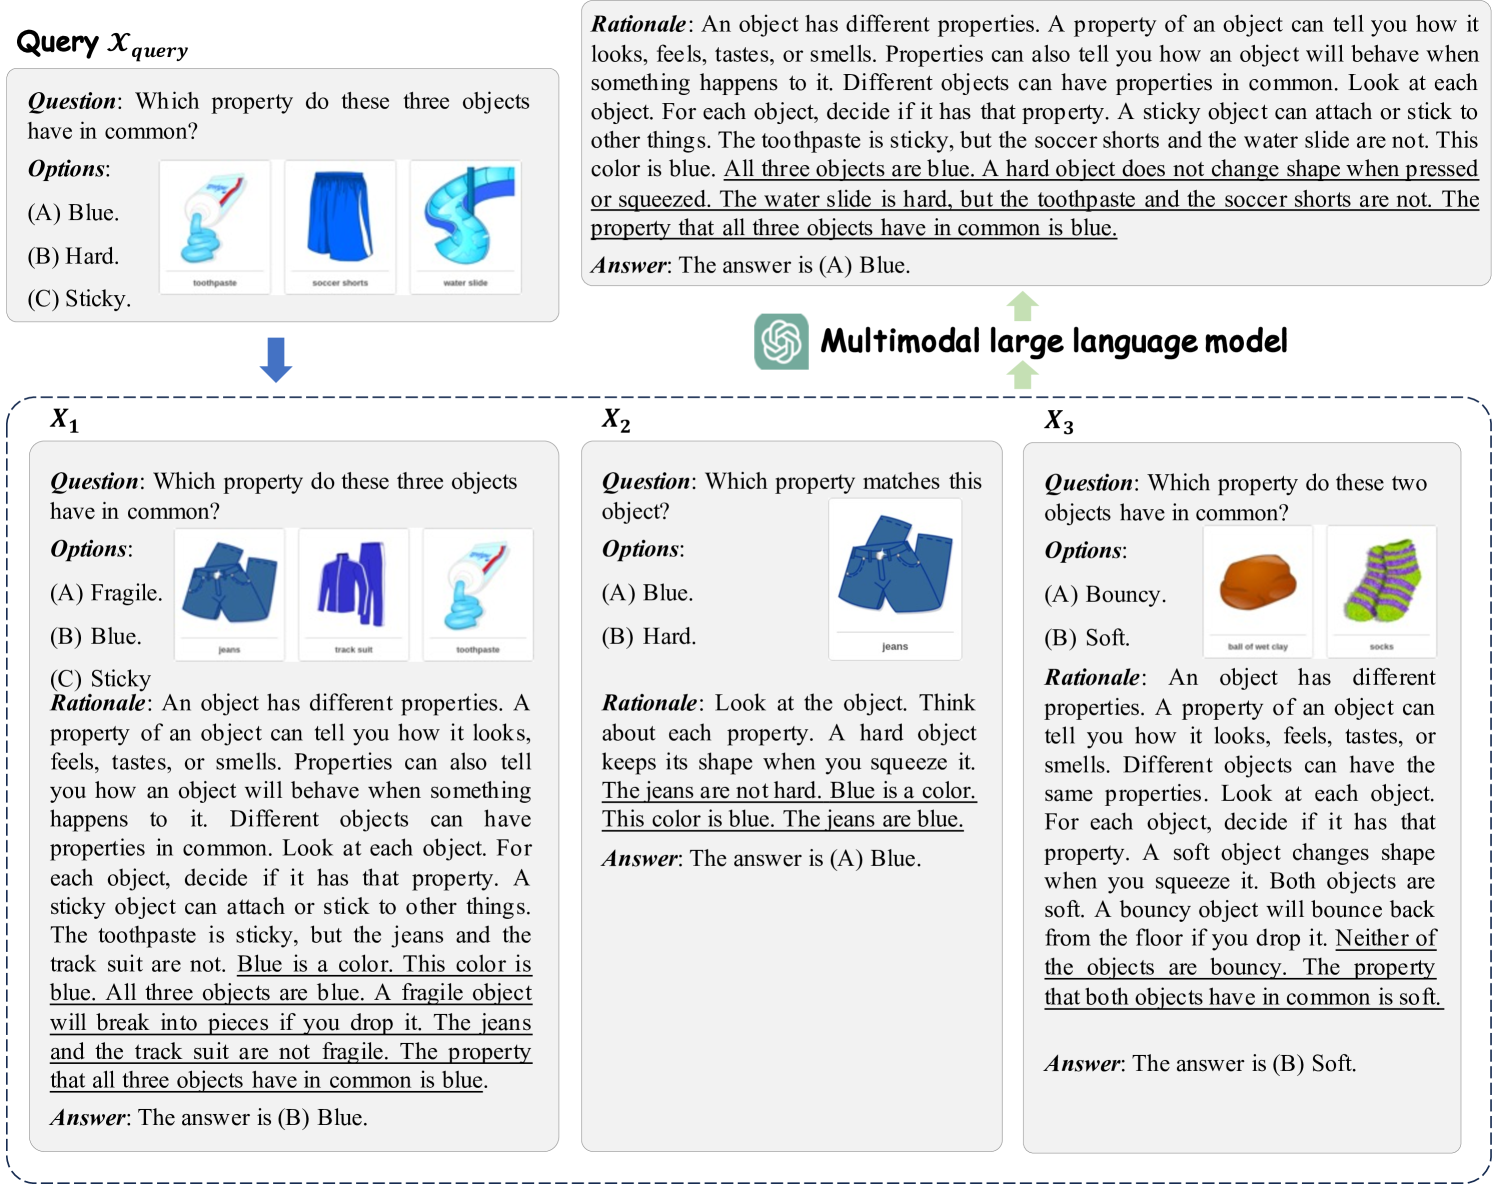 Query 𝒳query
Question: Which property do these three objects
have in common?
Options:
(A) Blue.
(B) Hard.
(C) Sticky.
toothpaste
soccer shorts
water slide
Rationale: An object has different properties. A property of an object can tell you how it
looks, feels, tastes, or smells. Properties can also tell you how an object will behave when
something happens to it. Different objects can have properties in common. Look at each
object. For each object, decide if it has that property. A sticky object can attach or stick to
other things. The toothpaste is sticky, but the soccer shorts and the water slide are not. This
color is blue. All three objects are blue. A hard object does not change shape when pressed
or squeezed. The water slide is hard, but the toothpaste and the soccer shorts are not. The
property that all three objects have in common is blue.
Answer: The answer is (A) Blue.
Multimodal large language model
X1
Question: Which property do these three objects
have in common?
Options:
(A) Fragile.
(B) Blue.
(C) Sticky
jeans
track suit
toothpaste
Rationale: An object has different properties. A
property of an object can tell you how it looks,
feels, tastes, or smells. Properties can also tell
you how an object will behave when something
happens to it. Different objects can have
properties in common. Look at each object. For
each object, decide if it has that property. A
sticky object can attach or stick to other things.
The toothpaste is sticky, but the jeans and the
track suit are not. Blue is a color. This color is
blue. All three objects are blue. A fragile object
will break into pieces if you drop it. The jeans
and the track suit are not fragile. The property
that all three objects have in common is blue.
Answer: The answer is (B) Blue.
X2
Question: Which property matches this
object?
Options:
(A) Blue.
(B) Hard.
jeans
Rationale: Look at the object. Think
about each property. A hard object
keeps its shape when you squeeze it.
The jeans are not hard. Blue is a color.
This color is blue. The jeans are blue.
Answer: The answer is (A) Blue.
X3
Question: Which property do these two
objects have in common?
Options:
(A) Bouncy.
(B) Soft.
ball of wet clay
socks
Rationale: An object has different
properties. A property of an object can
tell you how it looks, feels, tastes, or
smells. Different objects can have the
same properties. Look at each object.
For each object, decide if it has that
property. A soft object changes shape
when you squeeze it. Both objects are
soft. A bouncy object will bounce back
from the floor if you drop it. Neither of
the objects are bouncy. The property
that both objects have in common is soft.
Answer: The answer is (B) Soft.